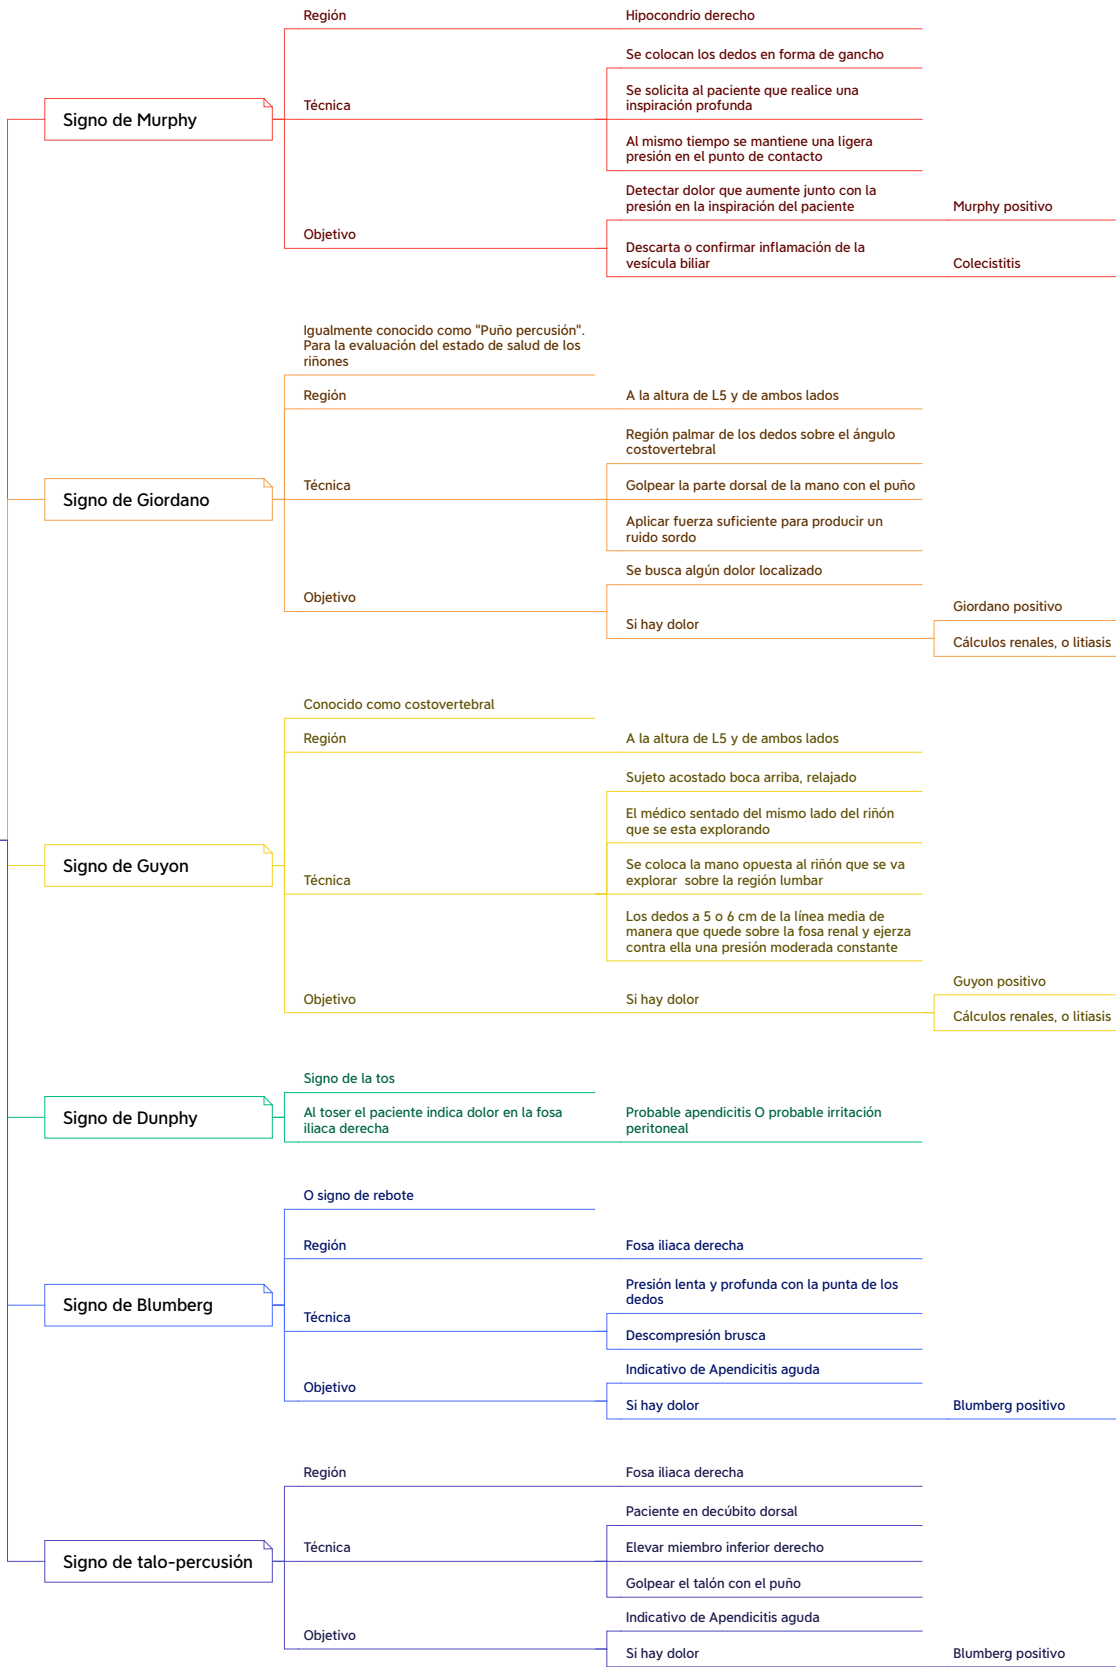 Signo de Murphy
Región
Hipocondrio derecho
Técnica
Se colocan los dedos en forma de gancho
Se solicita al paciente que realice una
inspiración profunda
Al mismo tiempo se mantiene una ligera
presión en el punto de contacto
Objetivo
Detectar dolor que aumente junto con la
presión en la inspiración del paciente
Murphy positivo
Descarta o confirmar inflamación de la
vesícula biliar
Colecistitis
Signo de Giordano
Igualmente conocido como "Puño percusión".
Para la evaluación del estado de salud de los
riñones
Región
A la altura de L5 y de ambos lados
Técnica
Región palmar de los dedos sobre el ángulo
costovertebral
Golpear la parte dorsal de la mano con el puño
Aplicar fuerza suficiente para producir un
ruido sordo
Objetivo
Se busca algún dolor localizado
Si hay dolor
Giordano positivo
Cálculos renales, o litiasis
Signo de Guyon
Conocido como costovertebral
Región
A la altura de L5 y de ambos lados
Técnica
Sujeto acostado boca arriba, relajado
El médico sentado del mismo lado del riñón
que se esta explorando
Se coloca la mano opuesta al riñón que se va
explorar  sobre la región lumbar
Los dedos a 5 o 6 cm de la línea media de
manera que quede sobre la fosa renal y ejerza
contra ella una presión moderada constante
Objetivo
Si hay dolor
Guyon positivo
Cálculos renales, o litiasis
Signo de Dunphy
Signo de la tos
Al toser el paciente indica dolor en la fosa
iliaca derecha
Probable apendicitis O probable irritación
peritoneal
Signo de Blumberg
O signo de rebote
Región
Fosa iliaca derecha
Técnica
Presión lenta y profunda con la punta de los
dedos
Descompresión brusca
Objetivo
Indicativo de Apendicitis aguda
Si hay dolor
Blumberg positivo
Signo de talo-percusión
Región
Fosa iliaca derecha
Técnica
Paciente en decúbito dorsal
Elevar miembro inferior derecho
Golpear el talón con el puño
Objetivo
Indicativo de Apendicitis aguda
Si hay dolor
Blumberg positivo